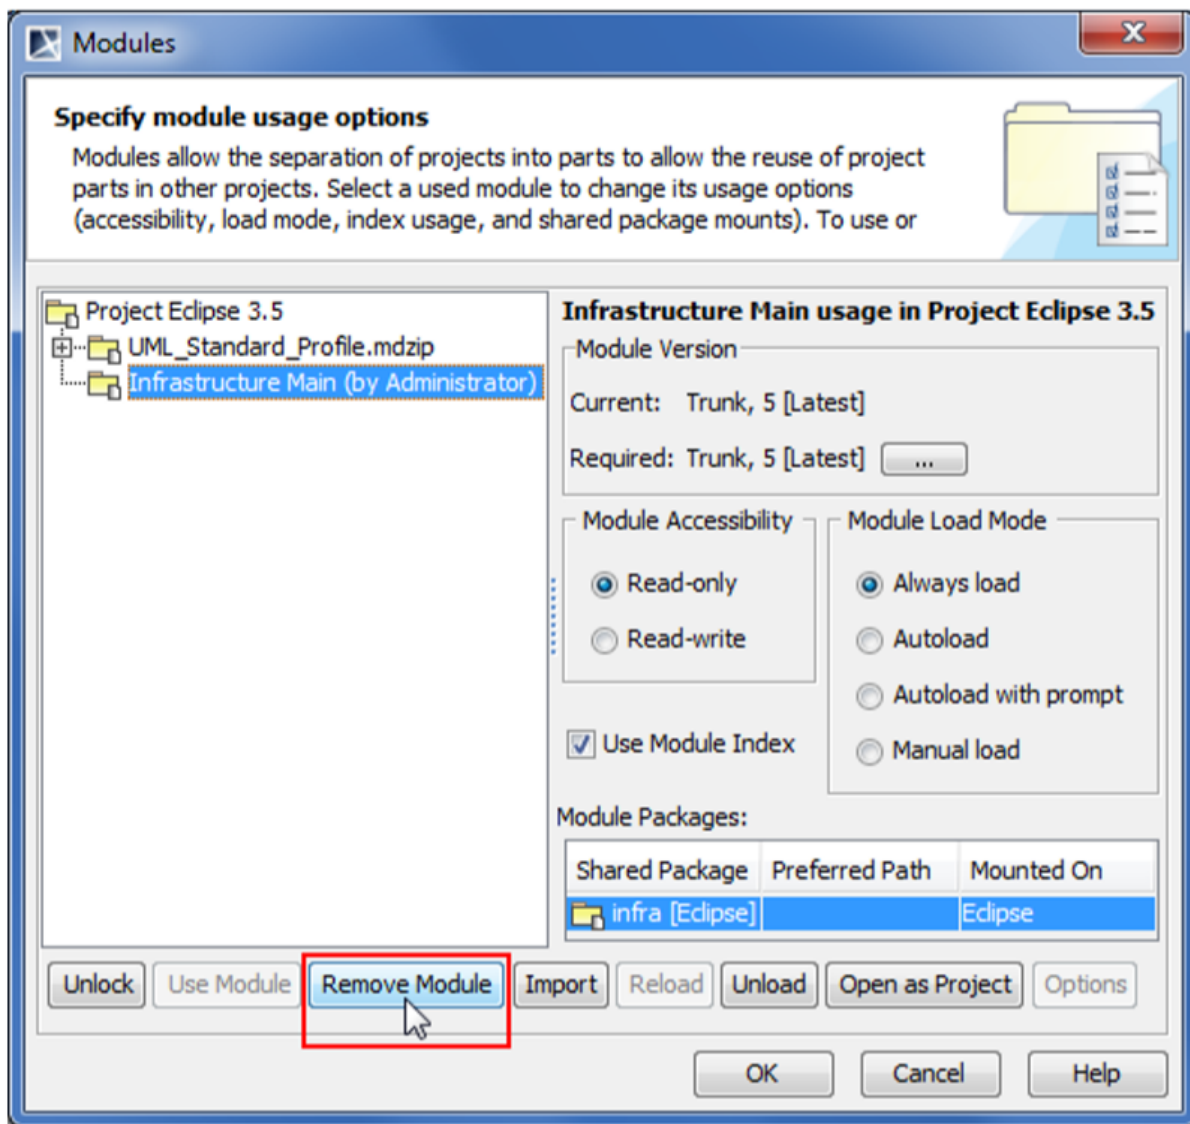 Modules
Specify module usage options
Modules allow the separation of projects into parts to allow the reuse of project
parts in other projects. Select a used module to change its usage options
(accessibility, load mode, index usage, and shared package mounts). To use or
Project Eclipse 3.5
UML_Standard_Profile.mdzip
Infrastructure Main (by Administrator)
Infrastructure Main usage in Project Eclipse 3.5
Module Version
Current: Trunk, 5 [Latest]
Required: Trunk, 5 [Latest] ...
Module Accessibility
Read-only
Read-write
Module Load Mode
Always load
Autoload
Autoload with prompt
Manual load
Use Module Index
Module Packages:
Shared Package Preferred Path Mounted On
infra [Eclipse] Eclipse
Unlock Use Module Remove Module Import Reload Unload Open as Project Options
OK Cancel Help